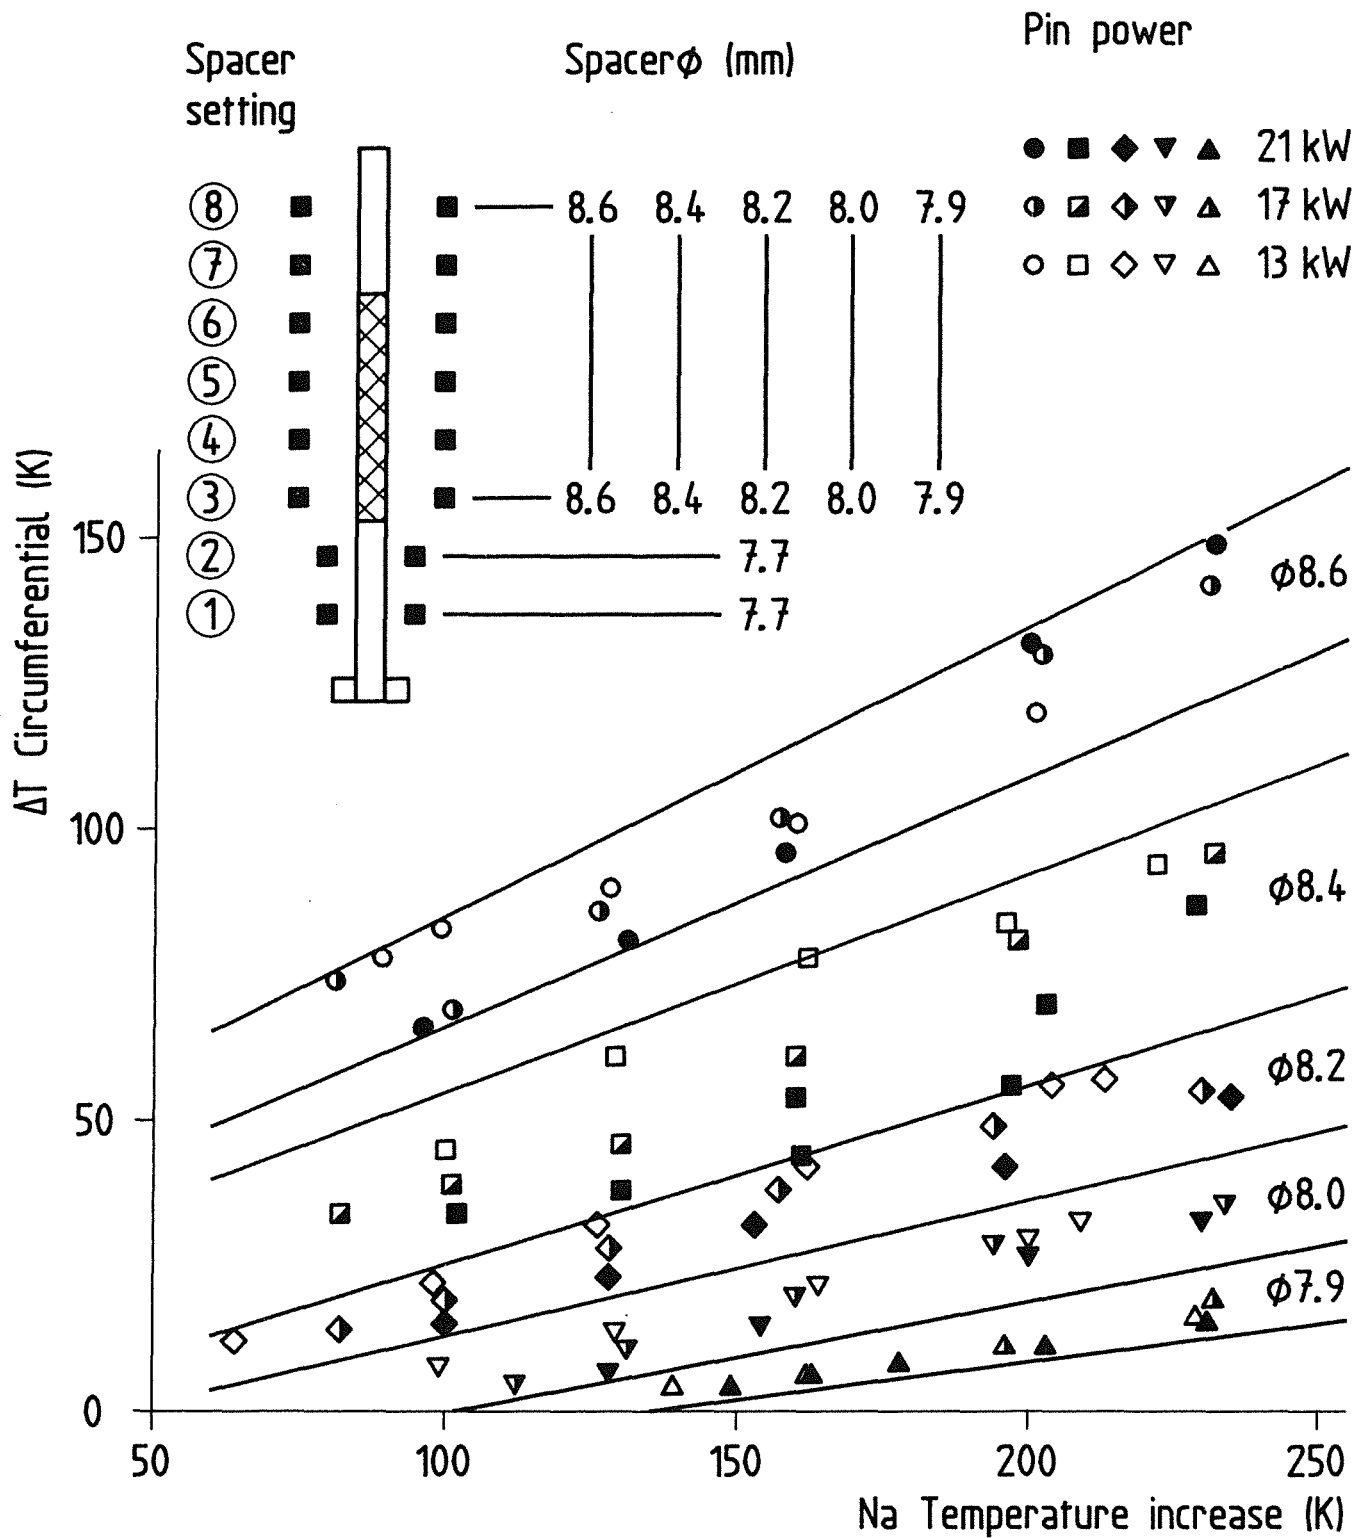 Spacer setting
Spacerϕ (mm)
Pin power
21 kW
17 kW
13 kW
8
8.6 8.4 8.2 8.0 7.9
7
6
5
4
3
8.6 8.4 8.2 8.0 7.9
2
7.7
1
7.7
ΔT Circumferential (K)
150
100
50
0
ϕ8.6
ϕ8.4
ϕ8.2
ϕ8.0
ϕ7.9
50 100 150 200 250
Na Temperature increase (K)